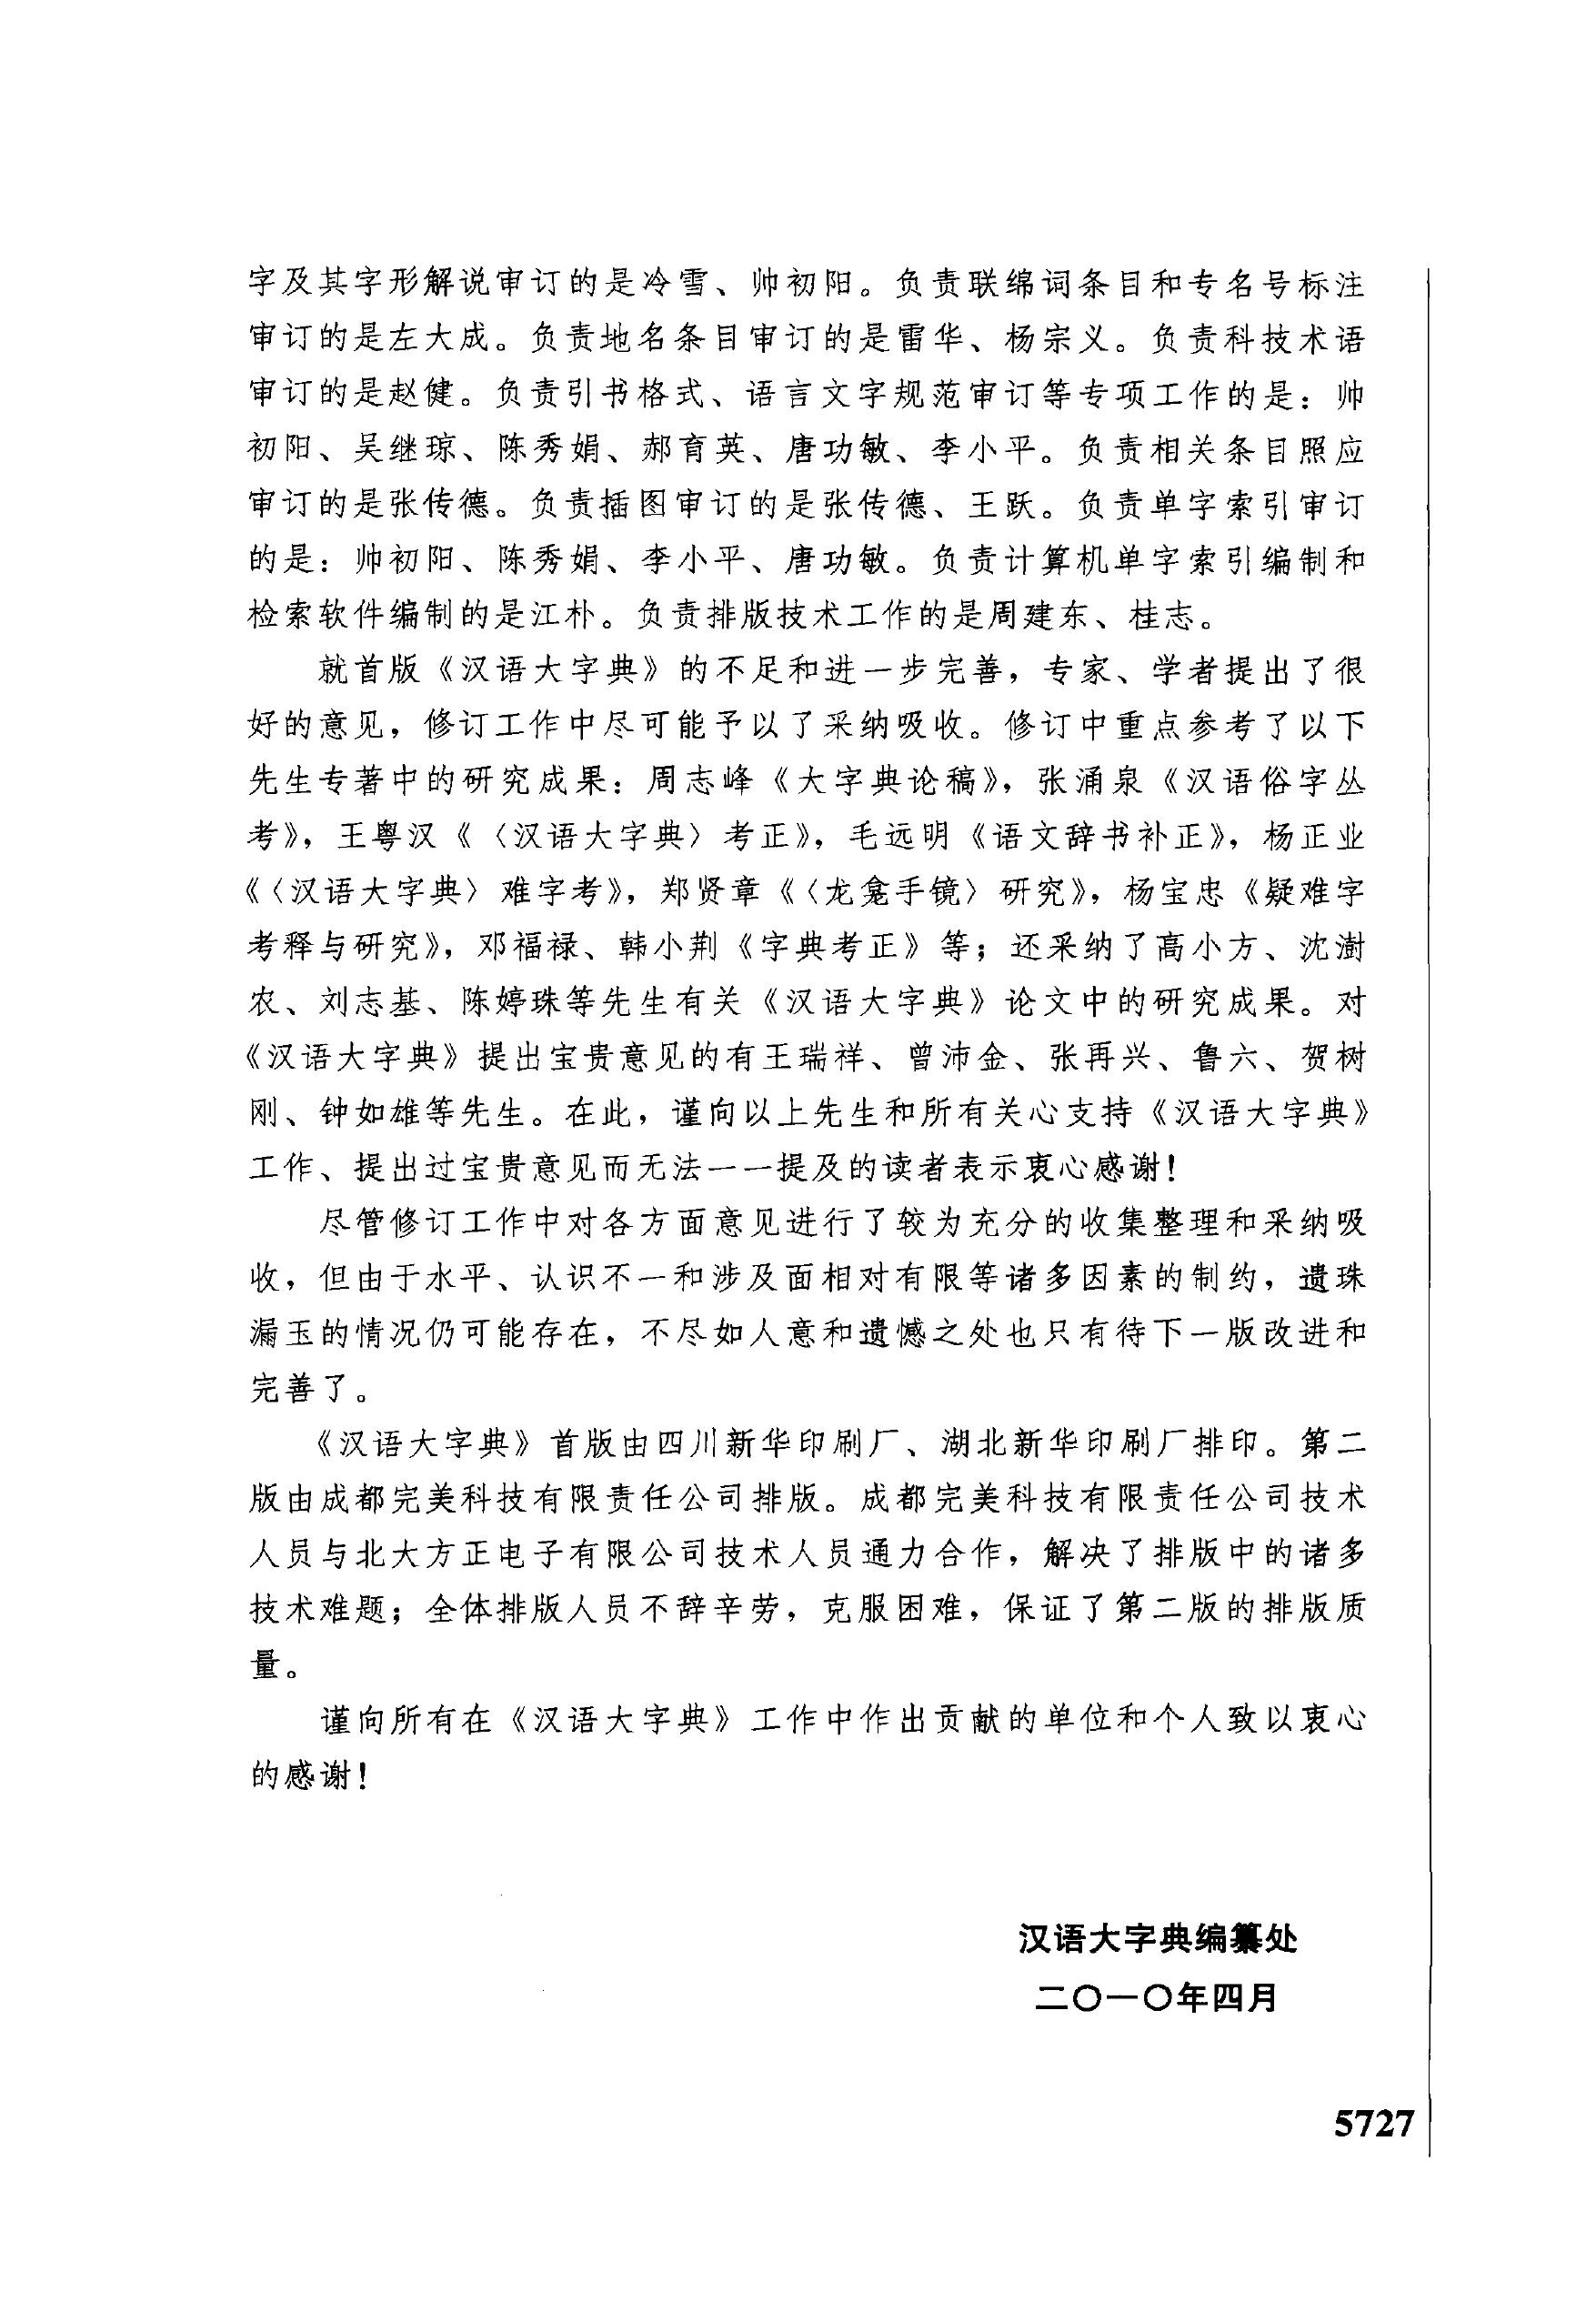 字及其字形解说审订的是冷雪、帅初阳。负责联绵词条目和专名号标注
审订的是左大成。负责地名条目审订的是雷华、杨宗义。负责科技术语
审订的是赵健。负责引书格式、语言文字规范审订等专项工作的是：帅
初阳、吴继琼、陈秀娟、郝育英、唐功敏、李小平。负责相关条目照应
审订的是张传德。负责插图审订的是张传德、王跃。负责单字索引审订
的是：帅初阳、陈秀娟、李小平、唐功敏。负责计算机单字索引编制和
检索软件编制的是江朴。负责排版技术工作的是周建东、桂志。
就首版《汉语大字典》的不足和进一步完善，专家、学者提出了很
好的意见，修订工作中尽可能予以了采纳吸收。修订中重点参考了以下
先生专著中的研究成果：周志峰《大字典论稿》，张涌泉《汉语俗字丛
考》，王粤汉《〈汉语大字典〉考正》，毛远明《语文辞书补正》，杨正业
《〈汉语大字典〉难字考》，郑贤章《〈龙龛手镜〉研究》，杨宝忠《疑难字
考释与研究》，邓福禄、韩小荆《字典考正》等；还采纳了高小方、沈澍
农、刘志基、陈婷珠等先生有关《汉语大字典》论文中的研究成果。对
《汉语大字典》提出宝贵意见的有王瑞祥、曾沛金、张再兴、鲁六、贺树
刚、钟如雄等先生。在此，谨向以上先生和所有关心支持《汉语大字典》
工作、提出过宝贵意见而无法一一提及的读者表示衷心感谢！
尽管修订工作中对各方面意见进行了较为充分的收集整理和采纳吸
收，但由于水平、认识不一和涉及面相对有限等诸多因素的制约，遗珠
漏玉的情况仍可能存在，不尽如人意和遗憾之处也只有待下一版改进和
完善了。
《汉语大字典》首版由四川新华印刷厂、湖北新华印刷厂排印。第二
版由成都完美科技有限责任公司排版。成都完美科技有限责任公司技术
人员与北大方正电子有限公司技术人员通力合作，解决了排版中的诸多
技术难题；全体排版人员不辞辛劳，克服困难，保证了第二版的排版质
量。
谨向所有在《汉语大字典》工作中作出贡献的单位和个人致以衷心
的感谢！
汉语大字典编纂处
二〇一〇年四月
5727